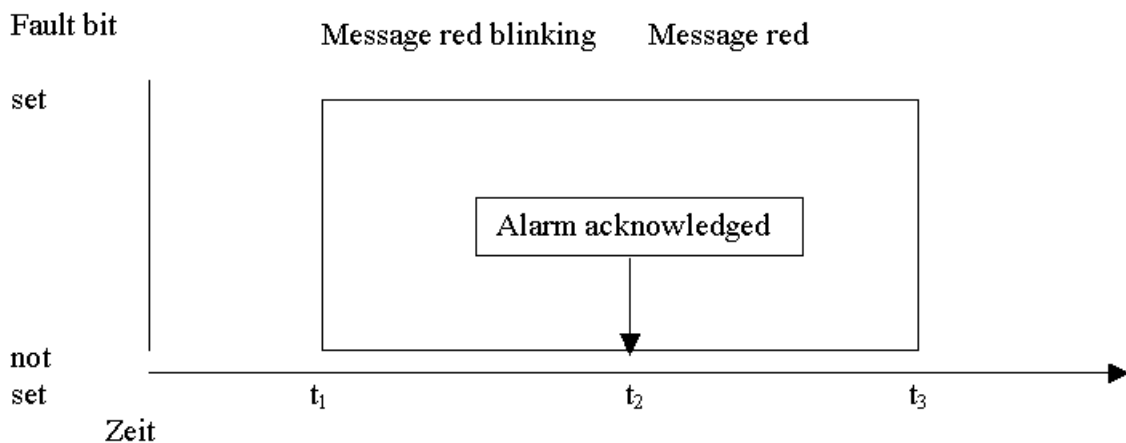 Fault bit
Message red blinking
Message red
set
Alarm acknowledged
not
set
t₁
t₂
t₃
Zeit